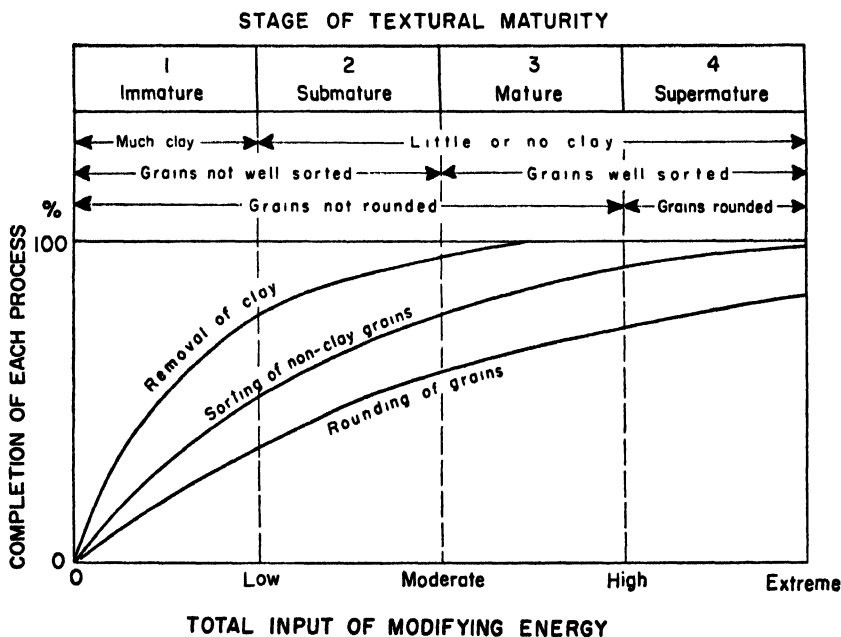 STAGE OF TEXTURAL MATURITY
1 2 3 4
Immature Submature Mature Supermature
Much clay Little or no clay
Grains not well sorted Grains well sorted
% Grains not rounded Grains rounded
100
Removal of clay
Sorting of non-clay grains
Rounding of grains
COMPLETION OF EACH PROCESS
0
0 Low Moderate High Extreme
TOTAL INPUT OF MODIFYING ENERGY